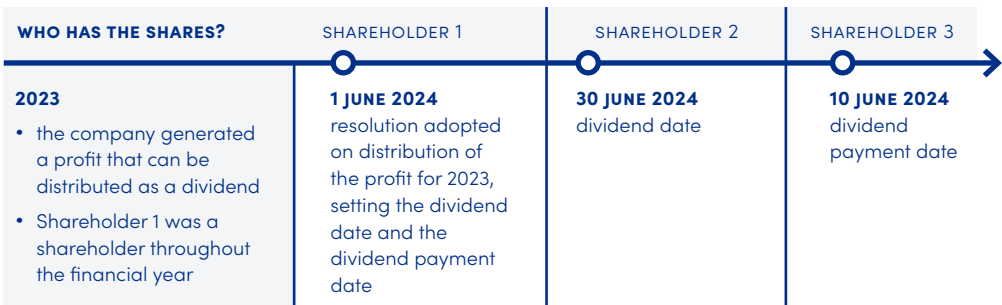 WHO HAS THE SHARES?
SHAREHOLDER 1
SHAREHOLDER 2
SHAREHOLDER 3
2023
• the company generated
a profit that can be
distributed as a dividend
• Shareholder 1 was a
shareholder throughout
the financial year
1 JUNE 2024
resolution adopted
on distribution of
the profit for 2023,
setting the dividend
date and the
dividend payment
date
30 JUNE 2024
dividend date
10 JUNE 2024
dividend
payment date